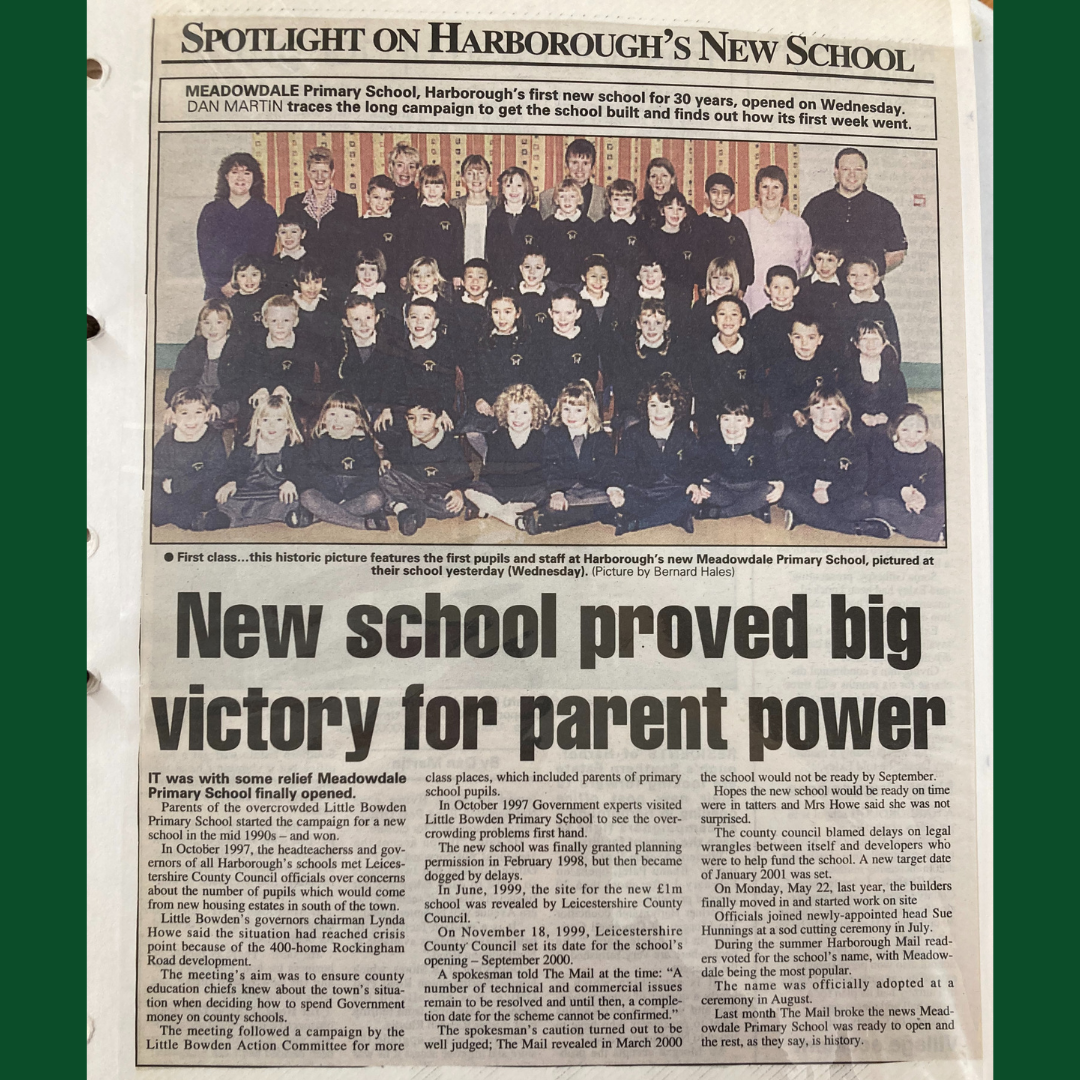 SPOTLIGHT ON HARBOROUGH'S NEW SCHOOL
MEADOWDALE Primary School, Harborough's first new school for 30 years, opened on Wednesday.
DAN MARTIN traces the long campaign to get the school built and finds out how its first week went.
● First class...this historic picture features the first pupils and staff at Harborough's new Meadowdale Primary School, pictured at
their school yesterday (Wednesday). (Picture by Bernard Hales)
New school proved big
victory for parent power
IT was with some relief Meadowdale
Primary School finally opened.
Parents of the overcrowded Little Bowden
Primary School started the campaign for a new
school in the mid 1990s – and won.
In October 1997, the headteacherss and gov-
ernors of all Harborough's schools met Leices-
tershire County Council officials over concerns
about the number of pupils which would come
from new housing estates in south of the town.
Little Bowden's governors chairman Lynda
Howe said the situation had reached crisis
point because of the 400-home Rockingham
Road development.
The meeting's aim was to ensure county
education chiefs knew about the town's situa-
tion when deciding how to spend Government
money on county schools.
The meeting followed a campaign by the
Little Bowden Action Committee for more
class places, which included parents of primary
school pupils.
In October 1997 Government experts visited
Little Bowden Primary School to see the over-
crowding problems first hand.
The new school was finally granted planning
permission in February 1998, but then became
dogged by delays.
In June, 1999, the site for the new £1m
school was revealed by Leicestershire County
Council.
On November 18, 1999, Leicestershire
County Council set its date for the school's
opening – September 2000.
A spokesman told The Mail at the time: "A
number of technical and commercial issues
remain to be resolved and until then, a comple-
tion date for the scheme cannot be confirmed."
The spokesman's caution turned out to be
well judged; The Mail revealed in March 2000
the school would not be ready by September.
Hopes the new school would be ready on time
were in tatters and Mrs Howe said she was not
surprised.
The county council blamed delays on legal
wrangles between itself and developers who
were to help fund the school. A new target date
of January 2001 was set.
On Monday, May 22, last year, the builders
finally moved in and started work on site
Officials joined newly-appointed head Sue
Hunnings at a sod cutting ceremony in July.
During the summer Harborough Mail read-
ers voted for the school's name, with Meadow-
dale being the most popular.
The name was officially adopted at a
ceremony in August.
Last month The Mail broke the news Mead-
owdale Primary School was ready to open and
the rest, as they say, is history.